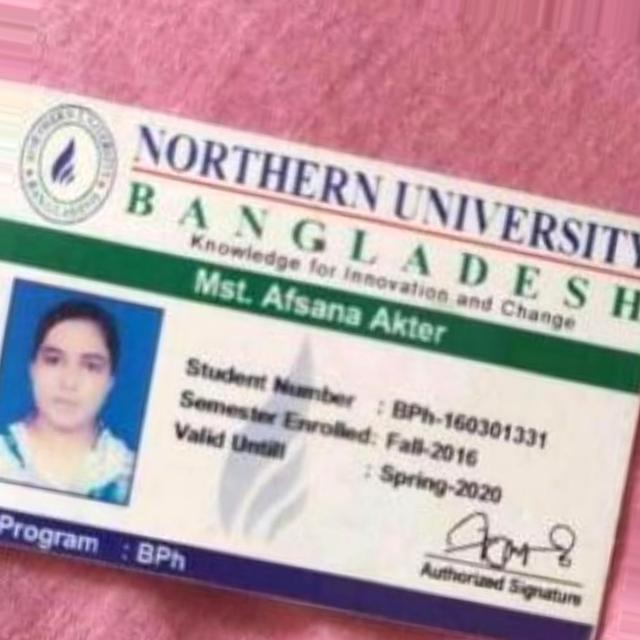 NORTHERN UNIVERSITY
BANGLADESH
Knowledge for Innovation and Change
Mst. Afsana Akter
Student Number : BPh-160301331
Semester Enrolled: Fall-2016
Valid Untill : Spring-2020
Authorized Signature
Program : BPh